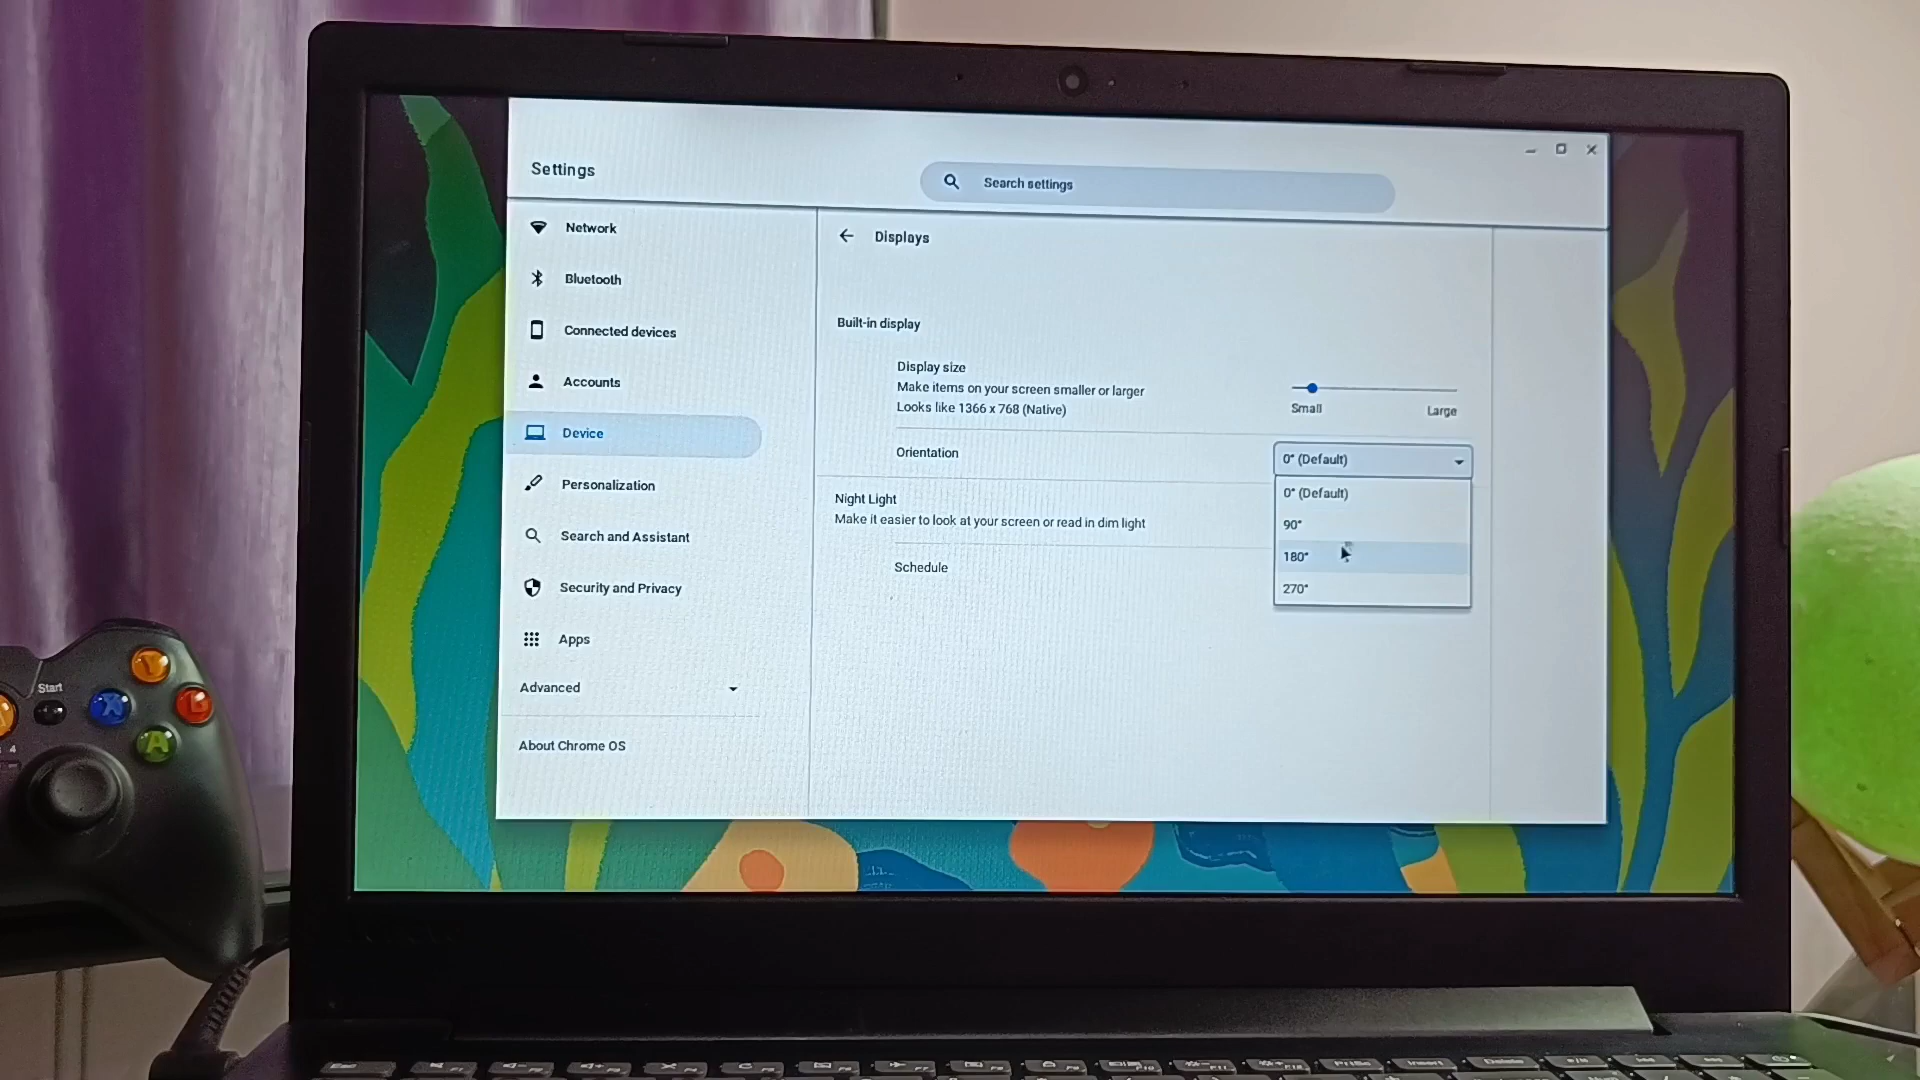 Settings
Search settings
Network
Bluetooth
Connected devices
Accounts
Device
Personalization
Search and Assistant
Security and Privacy
Apps
Advanced
About Chrome OS
Displays
Built-in display
Display size
Make items on your screen smaller or larger
Looks like 1366 x 768 (Native)
Small
Large
Orientation
0° (Default)
0° (Default)
90°
180°
270°
Night Light
Make it easier to look at your screen or read in dim light
Schedule
Start
Y
X
A
4